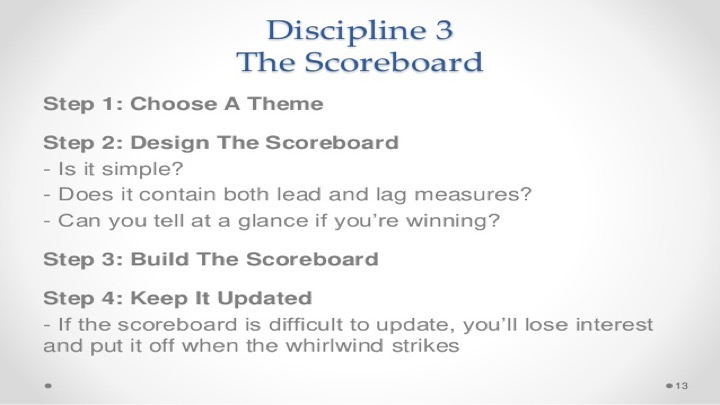 Discipline 3
The Scoreboard
Step 1: Choose A Theme
Step 2: Design The Scoreboard
- Is it simple?
- Does it contain both lead and lag measures?
- Can you tell at a glance if you’re winning?
Step 3: Build The Scoreboard
Step 4: Keep It Updated
- If the scoreboard is difficult to update, you’ll lose interest
and put it off when the whirlwind strikes
13